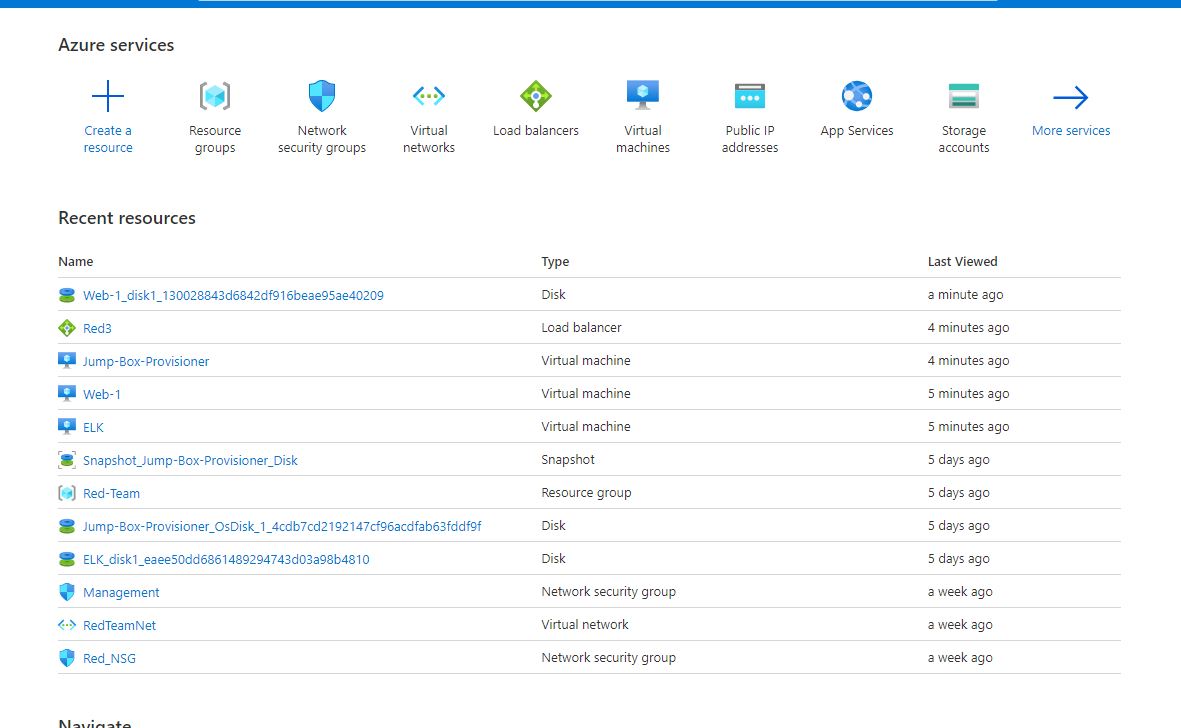 Azure services
Create a resource
Resource groups
Network security groups
Virtual networks
Load balancers
Virtual machines
Public IP addresses
App Services
Storage accounts
More services
Recent resources
Name Type Last Viewed
Web-1_disk1_130028843d6842df916beae95ae40209 Disk a minute ago
Red3 Load balancer 4 minutes ago
Jump-Box-Provisioner Virtual machine 4 minutes ago
Web-1 Virtual machine 5 minutes ago
ELK Virtual machine 5 minutes ago
Snapshot_Jump-Box-Provisioner_Disk Snapshot 5 days ago
Red-Team Resource group 5 days ago
Jump-Box-Provisioner_OsDisk_1_4cdb7cd2192147cf96acdfab63fddf9f Disk 5 days ago
ELK_disk1_eaee50dd6861489294743d03a98b4810 Disk 5 days ago
Management Network security group a week ago
RedTeamNet Virtual network a week ago
Red_NSG Network security group a week ago
Navigate